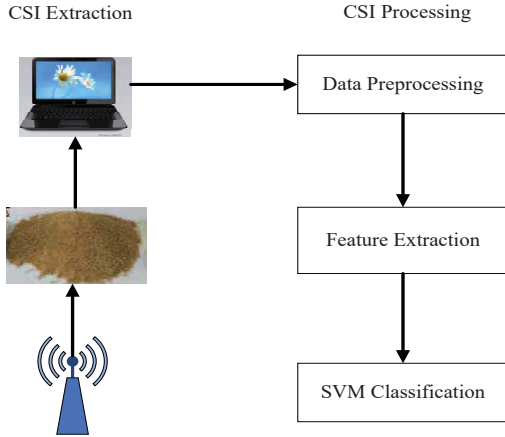 CSI Extraction
CSI Processing
Data Preprocessing
Feature Extraction
SVM Classification